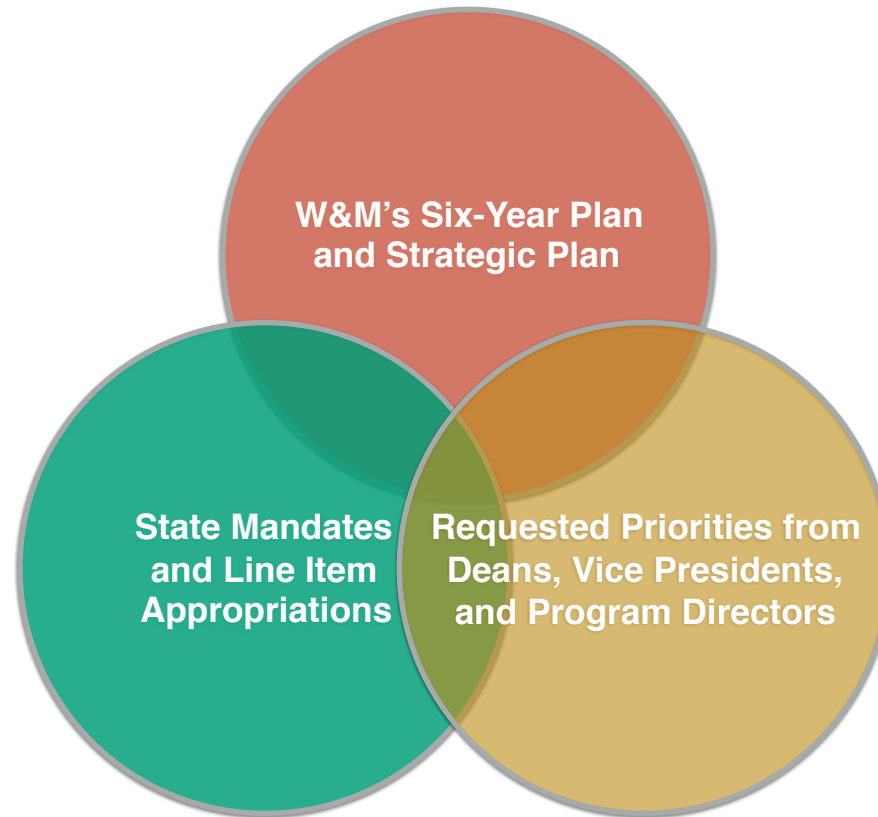 W&M’s Six-Year Plan
and Strategic Plan
State Mandates
and Line Item
Appropriations
Requested Priorities from
Deans, Vice Presidents,
and Program Directors